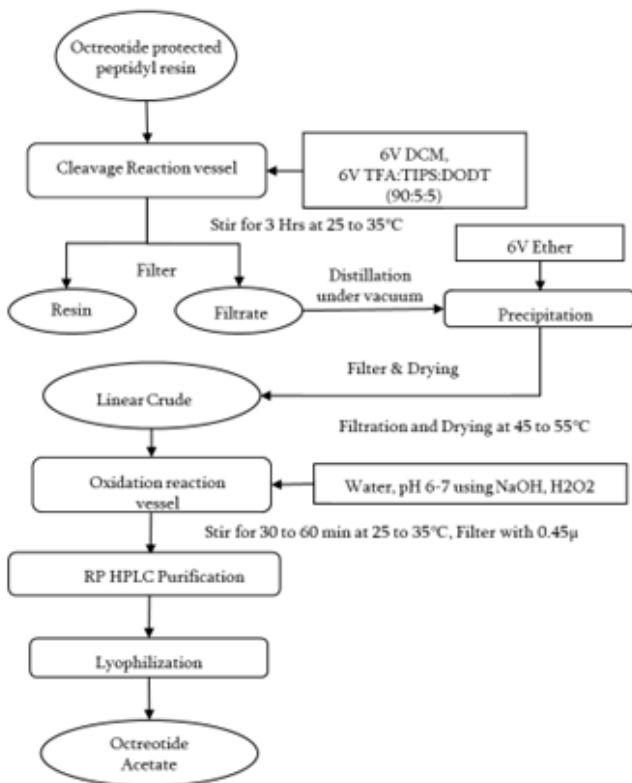 Octreotide protected
peptidyl resin
Cleavage Reaction vessel
6V DCM,
6V TFA:TIPS:DODT
(90:5:5)
Stir for 3 Hrs at 25 to 35°C
6V Ether
Filter
Distillation
under vacuum
Resin
Filtrate
Precipitation
Filter & Drying
Linear Crude
Filtration and Drying at 45 to 55°C
Oxidation reaction
vessel
Water, pH 6-7 using NaOH, H2O2
Stir for 30 to 60 min at 25 to 35°C, Filter with 0.45µ
RP HPLC Purification
Lyophilization
Octreotide
Acetate